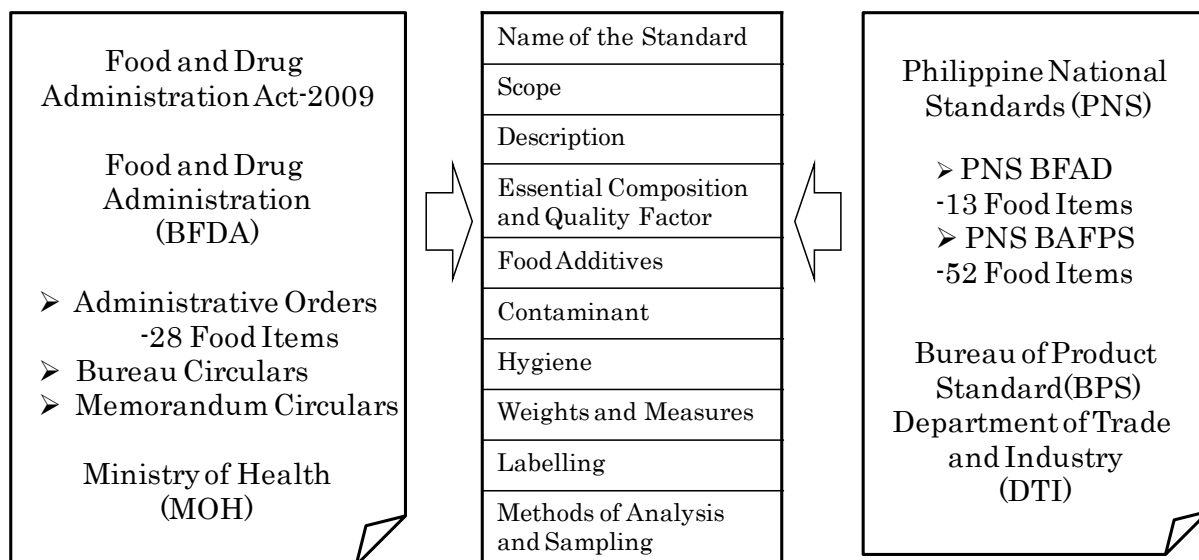 Food and Drug
Administration Act-2009
Food and Drug
Administration
(BFDA)
➢ Administrative Orders
-28 Food Items
➢ Bureau Circulars
➢ Memorandum Circulars
Ministry of Health
(MOH)
Name of the Standard
Scope
Description
Essential Composition
and Quality Factor
Food Additives
Contaminant
Hygiene
Weights and Measures
Labelling
Methods of Analysis
and Sampling
Philippine National
Standards (PNS)
➢ PNS BFAD
-13 Food Items
➢ PNS BAFPS
-52 Food Items
Bureau of Product
Standard(BPS)
Department of Trade
and Industry
(DTI)